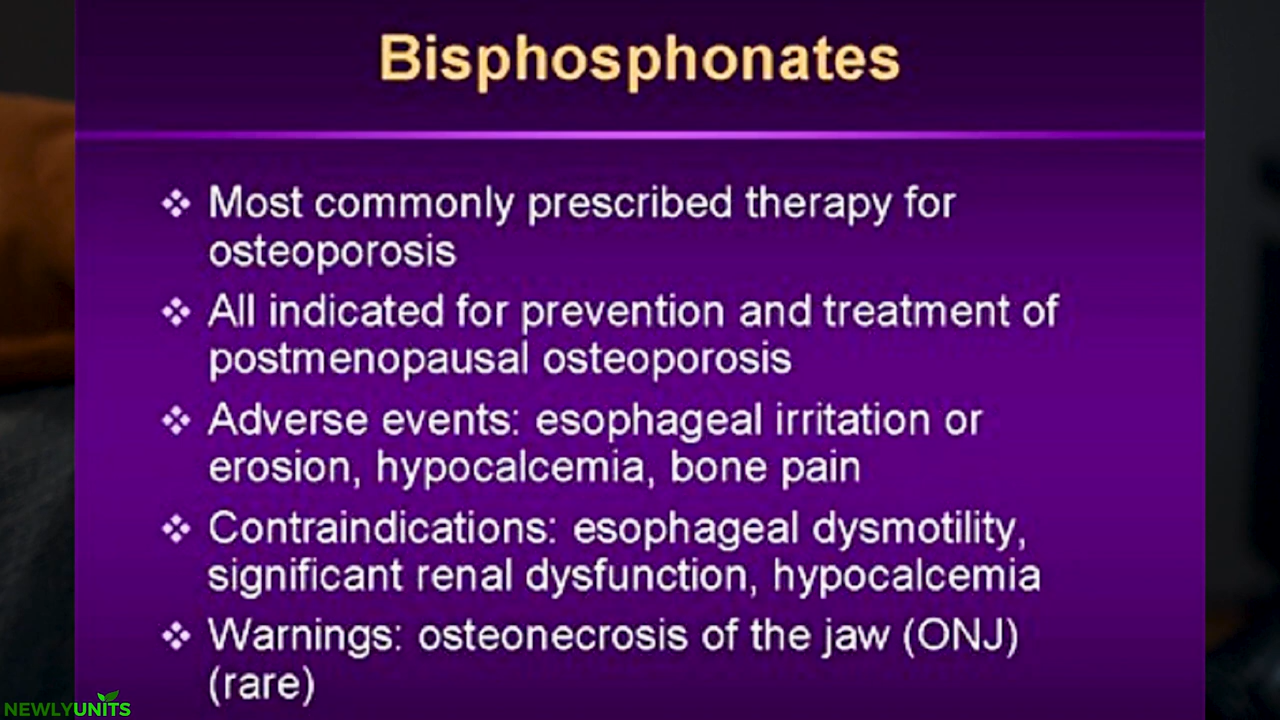 Bisphosphonates
Most commonly prescribed therapy for
osteoporosis
All indicated for prevention and treatment of
postmenopausal osteoporosis
Adverse events: esophageal irritation or
erosion, hypocalcemia, bone pain
Contraindications: esophageal dysmotility,
significant renal dysfunction, hypocalcemia
Warnings: osteonecrosis of the jaw (ONJ)
(rare)
NEWLYUNITS